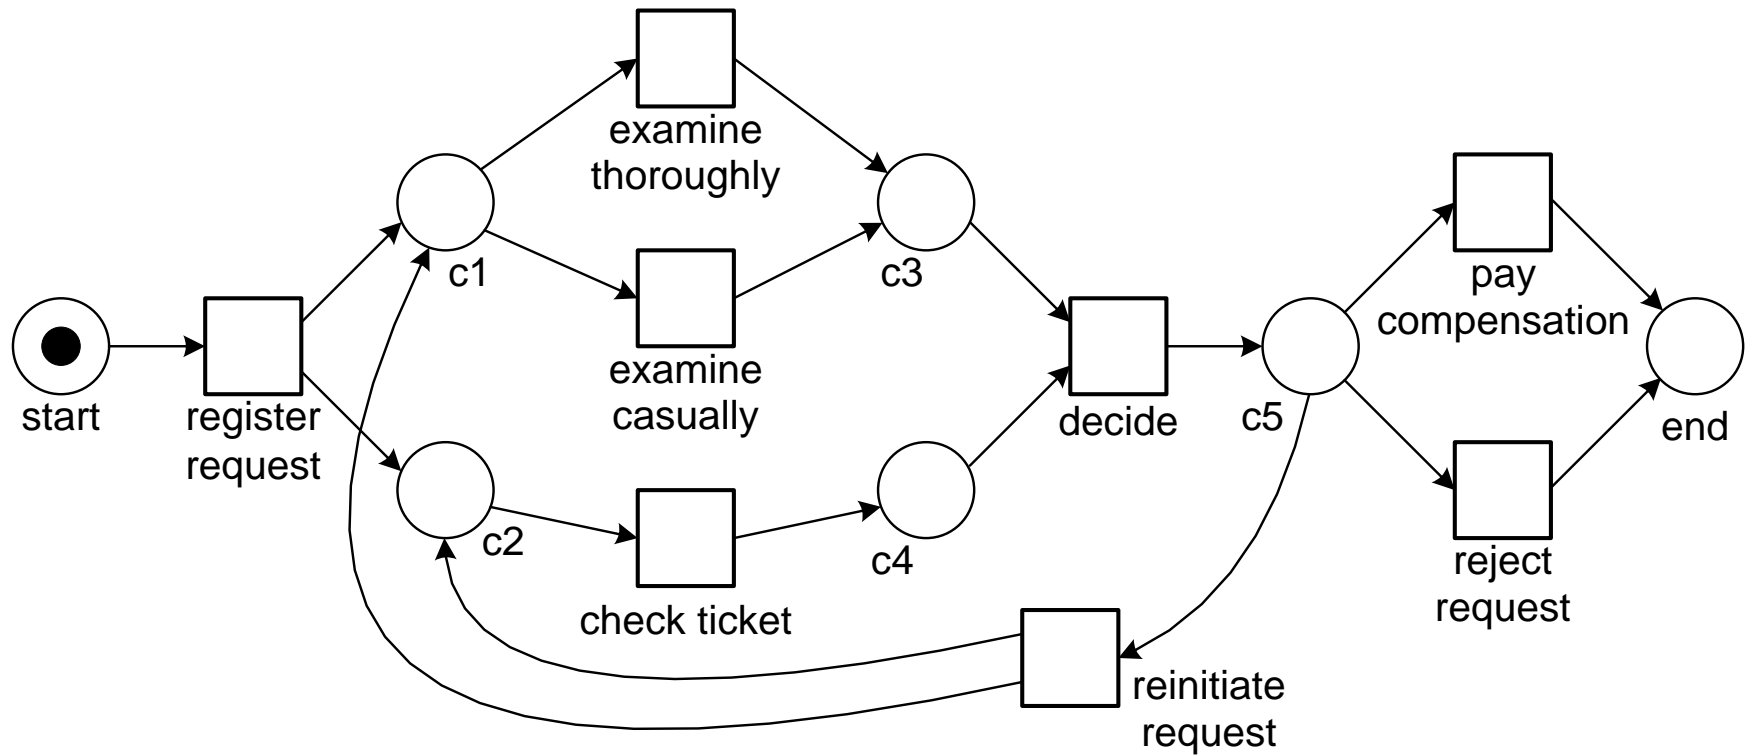 examine
thoroughly
c1
c3
pay
compensation
start
register
request
examine
casually
decide
c5
end
c2
c4
check ticket
reject
request
reinitiate
request